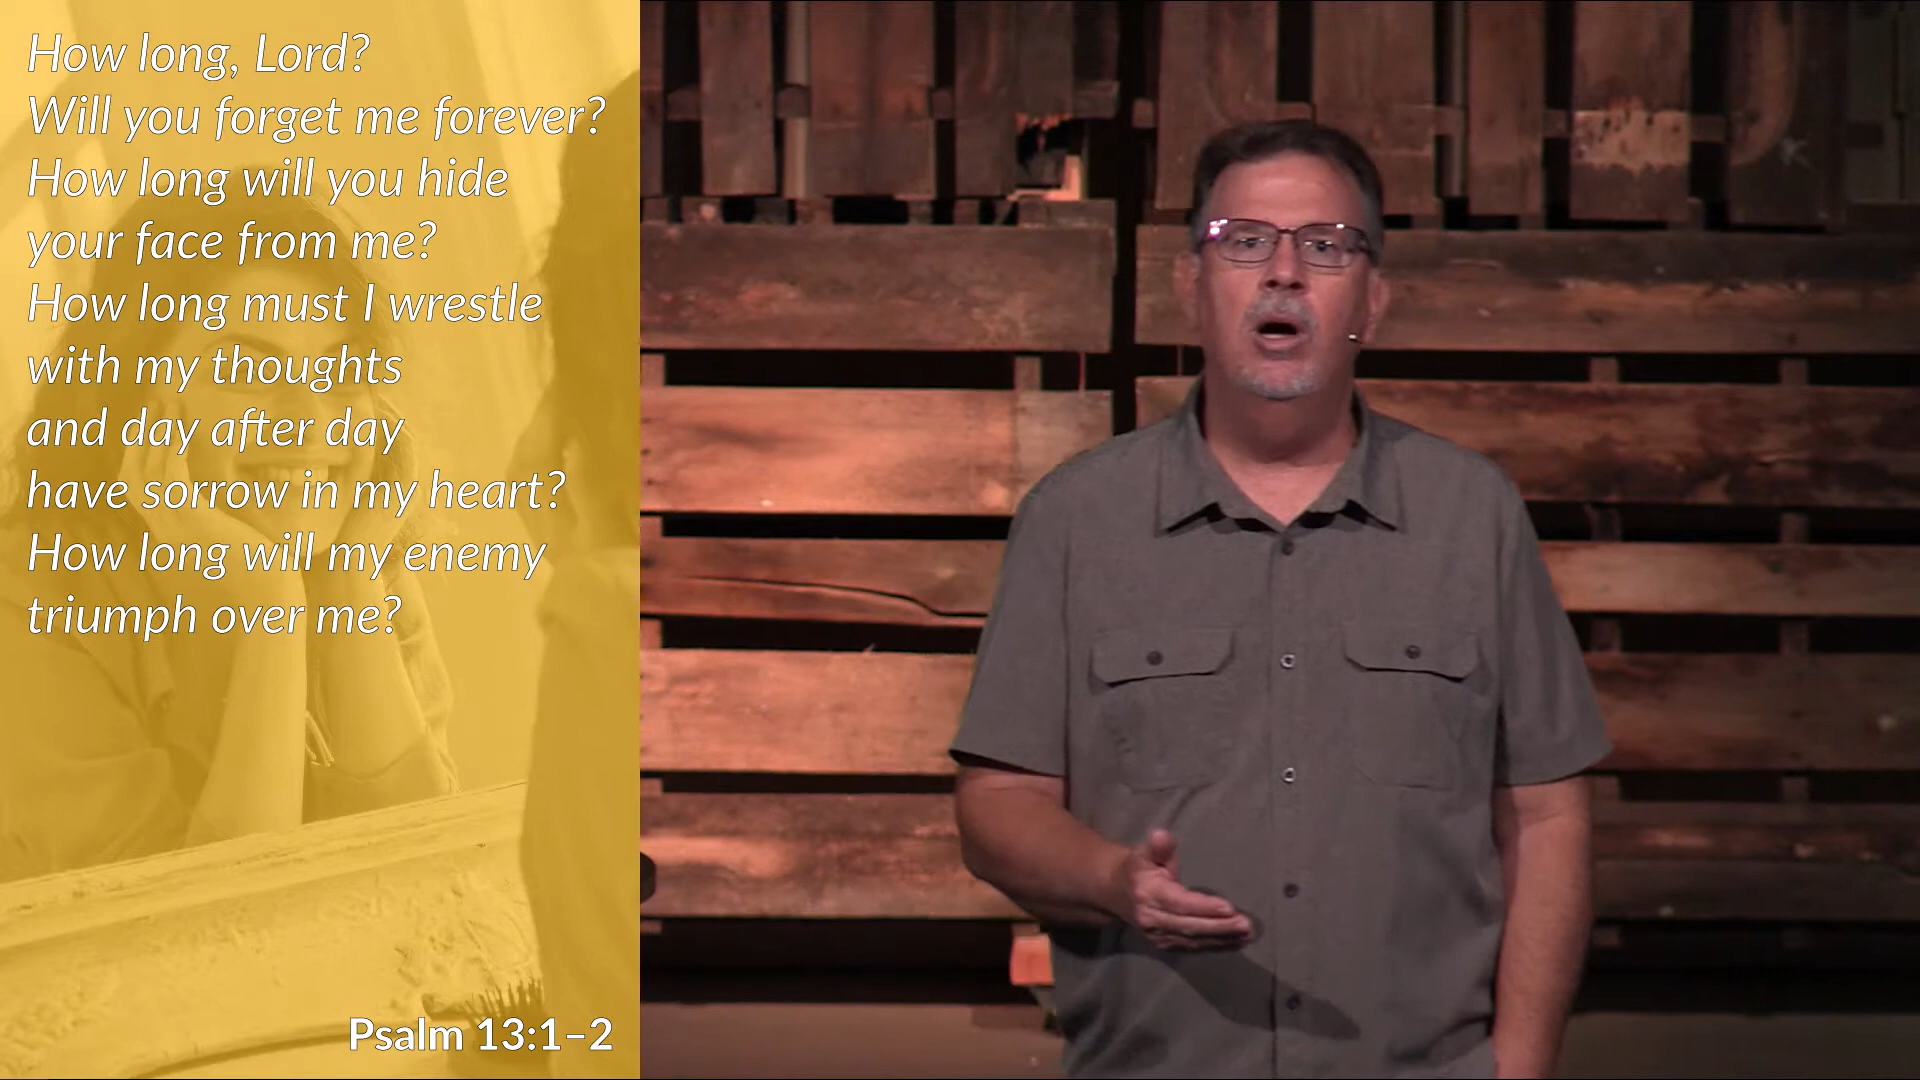 How long, Lord?
Will you forget me forever?
How long will you hide
your face from me?
How long must I wrestle
with my thoughts
and day after day
have sorrow in my heart?
How long will my enemy
triumph over me?
Psalm 13:1–2